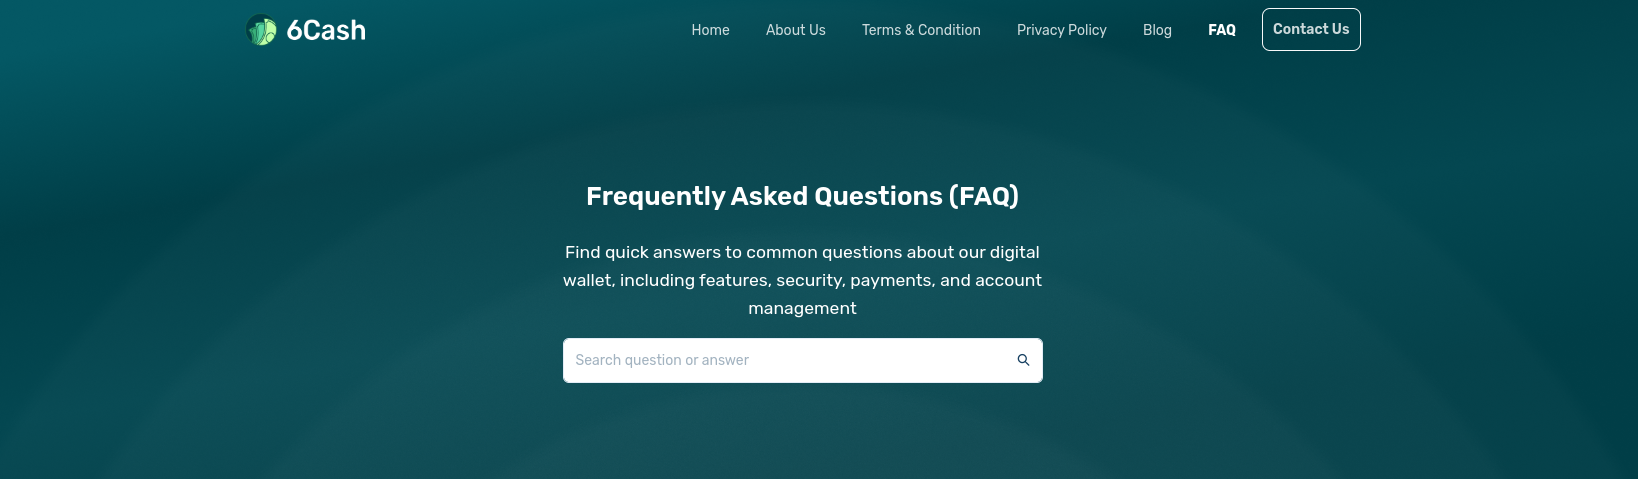 6Cash
Home About Us Terms & Condition Privacy Policy Blog FAQ Contact Us
Frequently Asked Questions (FAQ)
Find quick answers to common questions about our digital
wallet, including features, security, payments, and account
management
Search question or answer